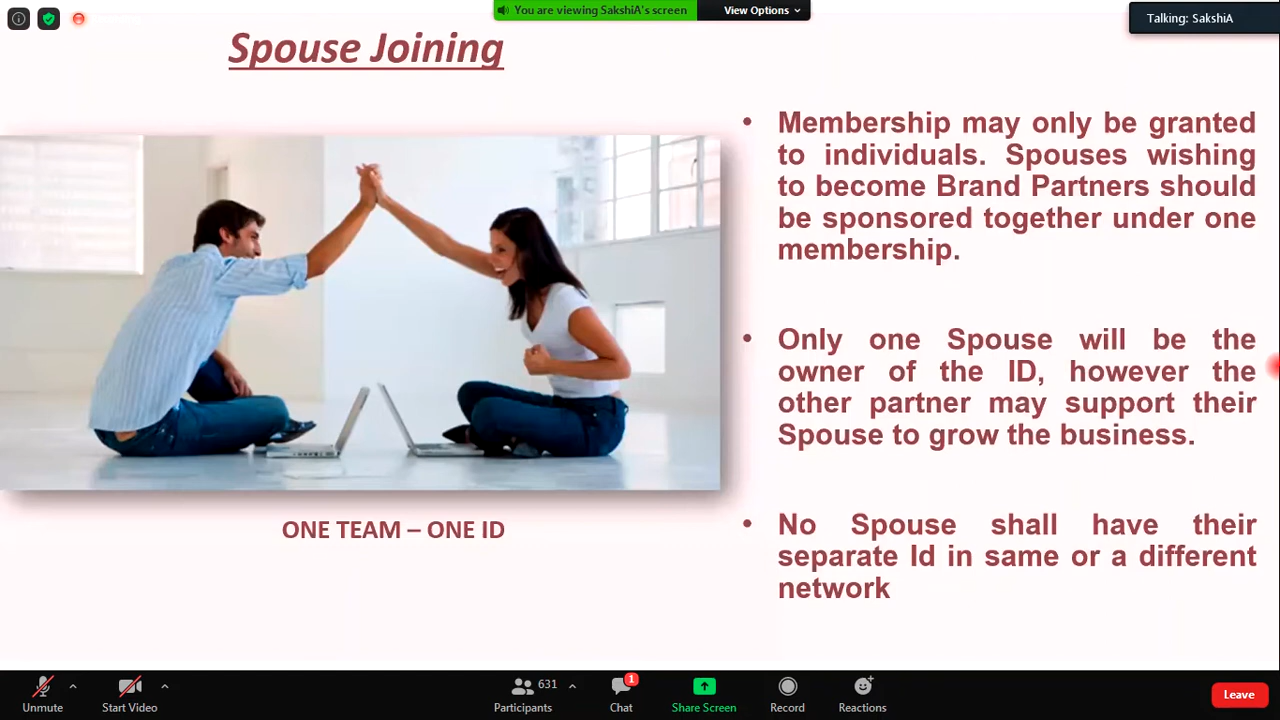 You are viewing SakshiA's screen
View Options
Talking: SakshiA
Spouse Joining
• Membership may only be granted
to individuals. Spouses wishing
to become Brand Partners should
be sponsored together under one
membership.
• Only one Spouse will be the
owner of the ID, however the
other partner may support their
Spouse to grow the business.
• No Spouse shall have their
separate Id in same or a different
network
ONE TEAM – ONE ID
Unmute
Start Video
631
Participants
1
Chat
Share Screen
Record
Reactions
Leave